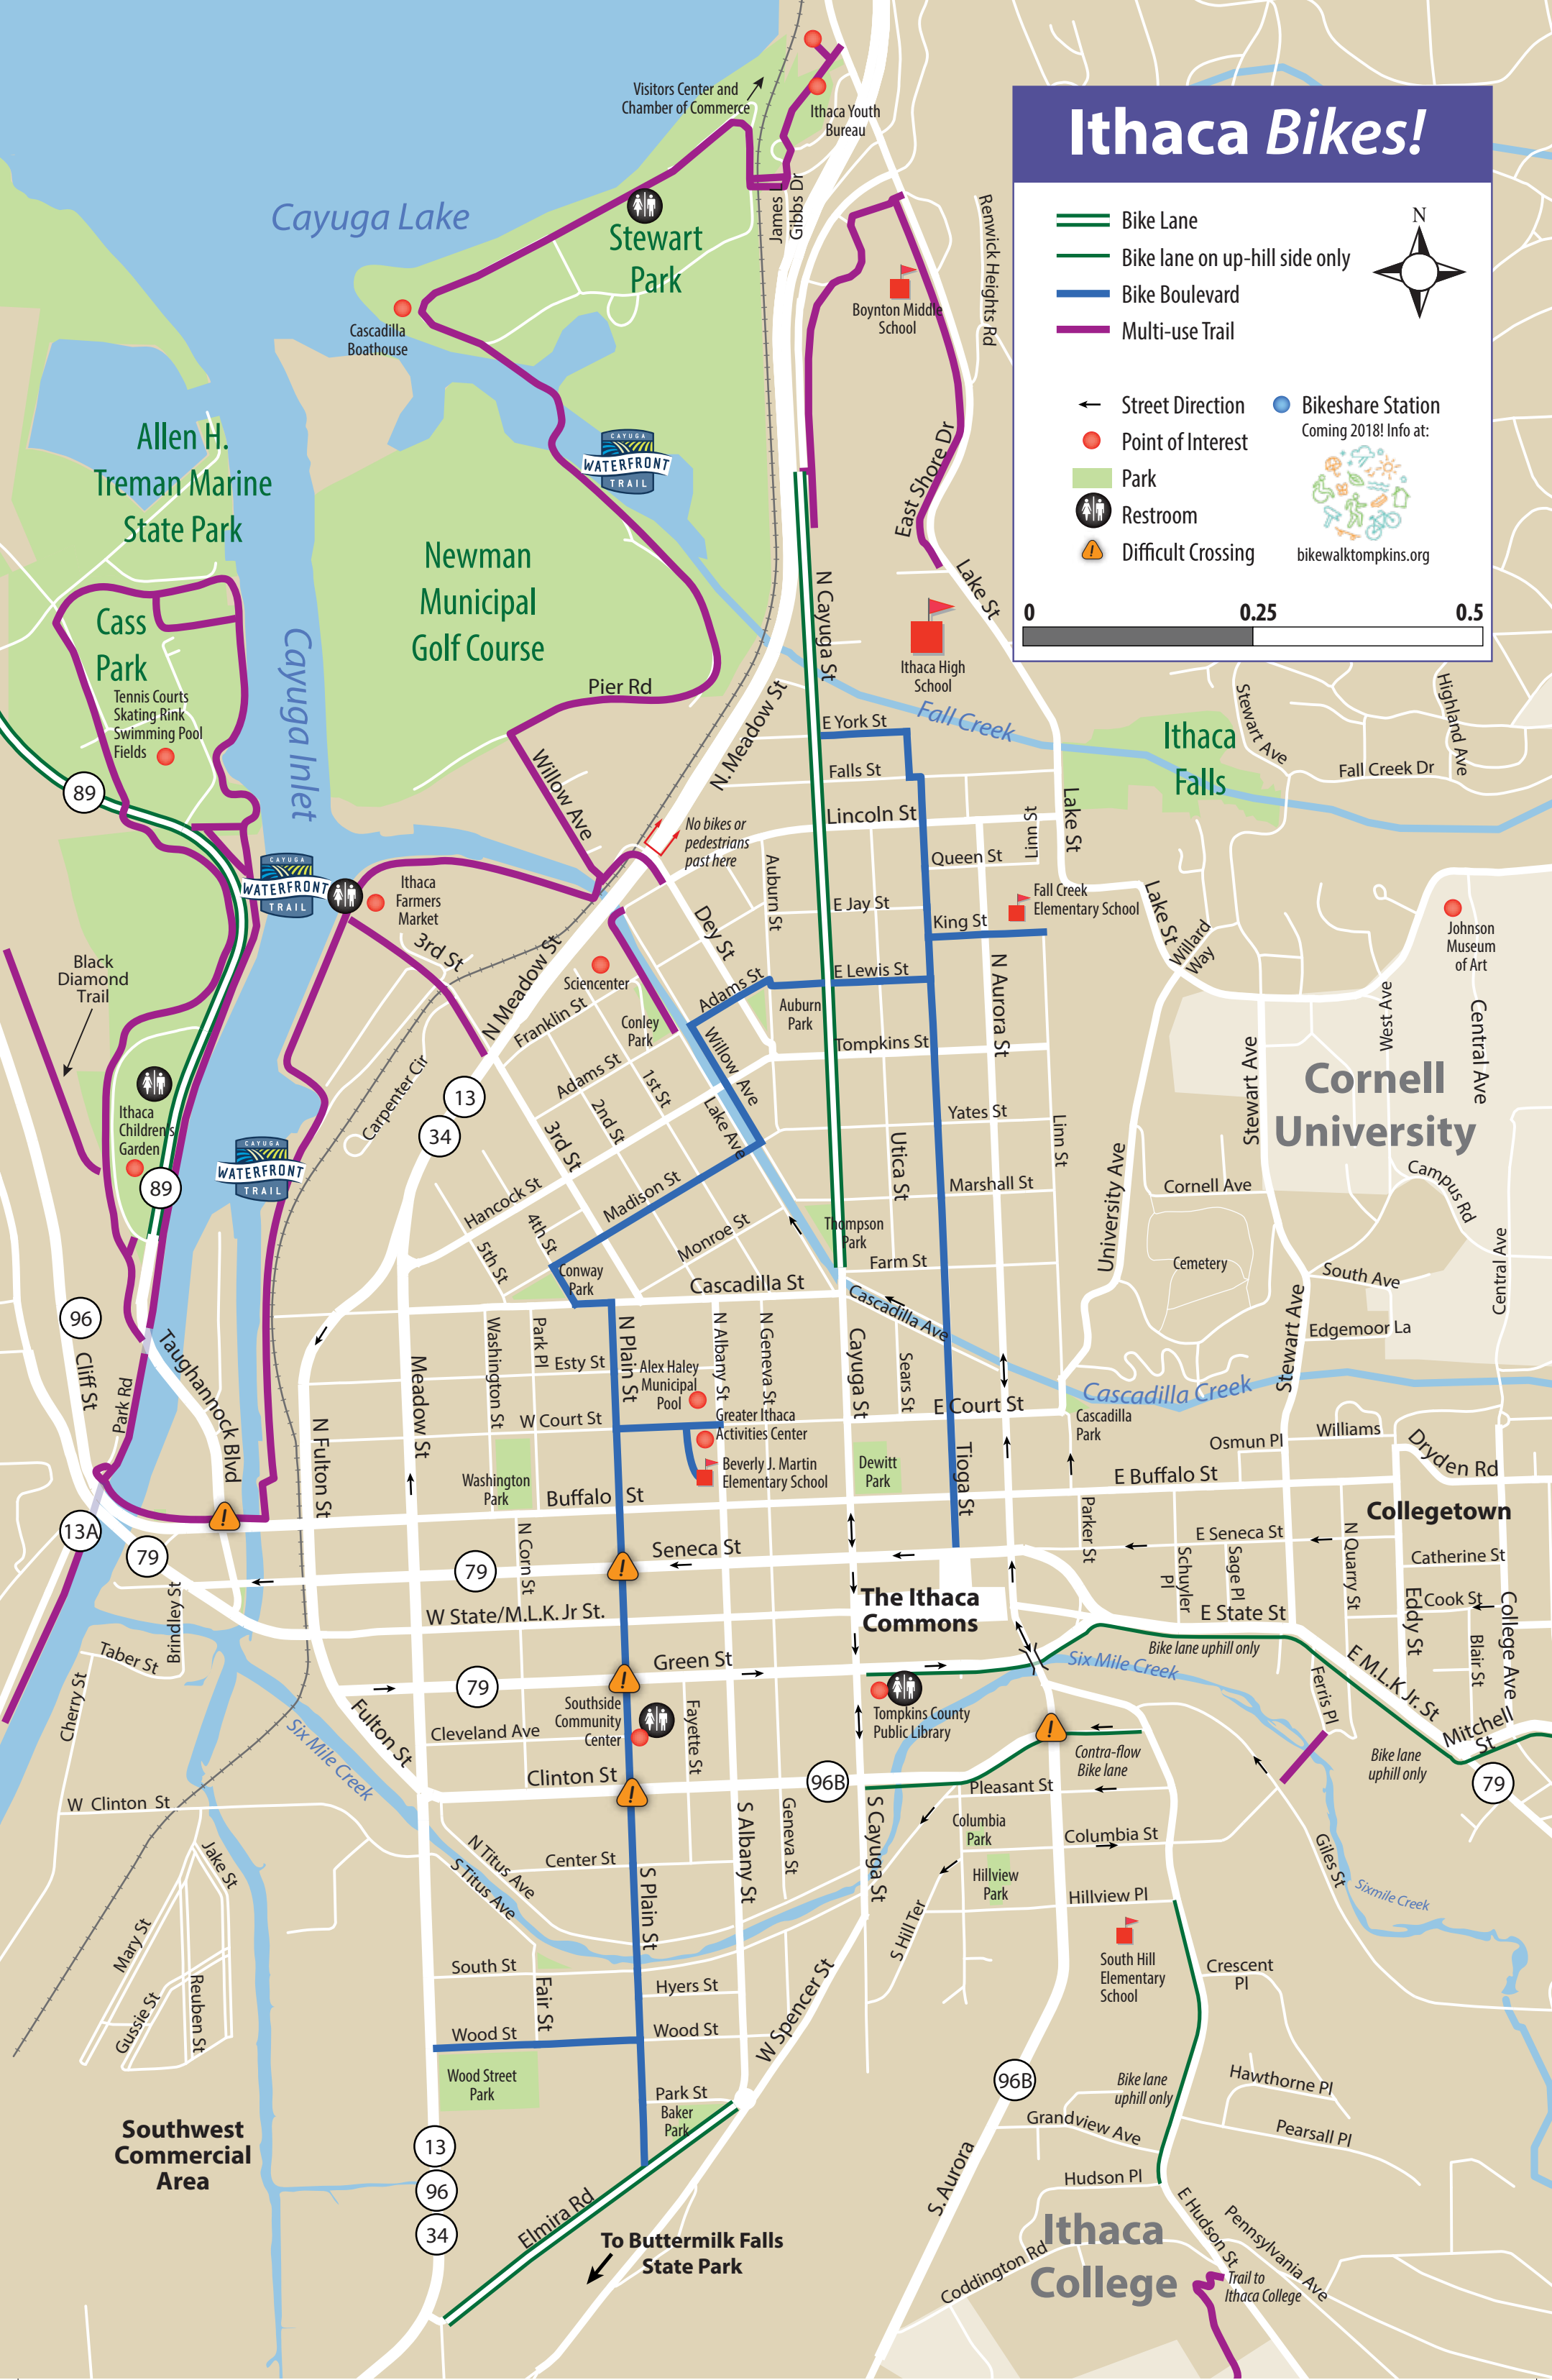 Ithaca Bikes!
Bike Lane
Bike lane on up-hill side only
Bike Boulevard
Multi-use Trail
N
Street Direction
Point of Interest
Park
Restroom
Difficult Crossing
Bikeshare Station
Coming 2018! Info at:
bikewalktompkins.org
0
0.25
0.5
Visitors Center and
Chamber of Commerce
Ithaca Youth
Bureau
Cayuga Lake
Stewart
Park
James L
Gibbs Dr
Renwick Heights Rd
Boynton Middle
School
Cascadilla
Boathouse
Allen H.
Treman Marine
State Park
CAYUGA
WATERFRONT
TRAIL
East Shore Dr
Newman
Municipal
Golf Course
Lake St
N Cayuga St
Cass
Park
Tennis Courts
Skating Rink
Swimming Pool
Fields
Cayuga Inlet
Ithaca High
School
Pier Rd
N. Meadow St
Fall Creek
E York St
Ithaca
Falls
Stewart Ave
Highland Ave
Fall Creek Dr
Falls St
89
Willow Ave
No bikes or
pedestrians
past here
Lincoln St
Linn St
Lake St
Queen St
Auburn St
CAYUGA
WATERFRONT
TRAIL
Ithaca
Farmers
Market
E Jay St
King St
Fall Creek
Elementary School
Lake St
Willard
Way
Johnson
Museum
of Art
3rd St
Dey St
N Meadow St
Sciencenter
Black
Diamond
Trail
Adams St
E Lewis St
N Aurora St
West Ave
Central Ave
Franklin St
Conley
Park
Auburn
Park
Willow Ave
Tompkins St
Stewart Ave
Cornell
University
Carpenter Cir
Adams St
1st St
2nd St
Lake Ave
Yates St
Ithaca
Children's
Garden
13
34
3rd St
Utica St
Linn St
University Ave
CAYUGA
WATERFRONT
TRAIL
89
Hancock St
Madison St
Marshall St
Cornell Ave
Campus Rd
4th St
5th St
Monroe St
Thompson
Park
Farm St
Cemetery
South Ave
Central Ave
Conway
Park
Cascadilla St
Cascadilla Ave
Edgemoor La
Stewart Ave
96
Cliff St
Taughannock Blvd
Park Rd
Washington St
Park Pl
Esty St
N Plain St
Alex Haley
Municipal
Pool
N Albany St
N Geneva St
Cayuga St
Sears St
Cascadilla Creek
Meadow St
N Fulton St
W Court St
Greater Ithaca
Activities Center
E Court St
Cascadilla
Park
Williams
Osmun Pl
Dryden Rd
Washington
Park
Beverly J. Martin
Elementary School
Dewitt
Park
Tioga St
E Buffalo St
Buffalo St
Collegetown
13A
79
N Corn St
79
Seneca St
Parker St
E Seneca St
N Quarry St
Catherine St
Schuyler
Pl
Sage Pl
Eddy St
Cook St
College Ave
Brindley St
W State/M.L.K. Jr St.
The Ithaca
Commons
E State St
Bike lane uphill only
Blair St
Taber St
Cherry St
79
Green St
Six Mile Creek
E M.L.K Jr. St
Ferris Pl
Mitchell
St
Six Mile Creek
Fulton St
Cleveland Ave
Southside
Community
Center
Fayette St
Tompkins County
Public Library
Contra-flow
Bike lane
Bike lane
uphill only
79
Clinton St
96B
Pleasant St
W Clinton St
Jake St
N Titus Ave
S Titus Ave
Center St
S Albany St
Geneva St
S Cayuga St
Columbia
Park
Columbia St
Giles St
Hillview
Park
Hillview Pl
Sixmile Creek
S Plain St
S Hill Ter
Mary St
Gussie St
Reuben St
South St
Fair St
Hyers St
W Spencer St
South Hill
Elementary
School
Crescent
Pl
Wood St
Wood St
Wood Street
Park
Park St
Baker
Park
96B
Bike lane
uphill only
Hawthorne Pl
Grandview Ave
Pearsall Pl
Southwest
Commercial
Area
13
96
34
Elmira Rd
S. Aurora
Hudson Pl
E Hudson St
Pennsylvania Ave
To Buttermilk Falls
State Park
Ithaca
College
Coddington Rd
Trail to
Ithaca College